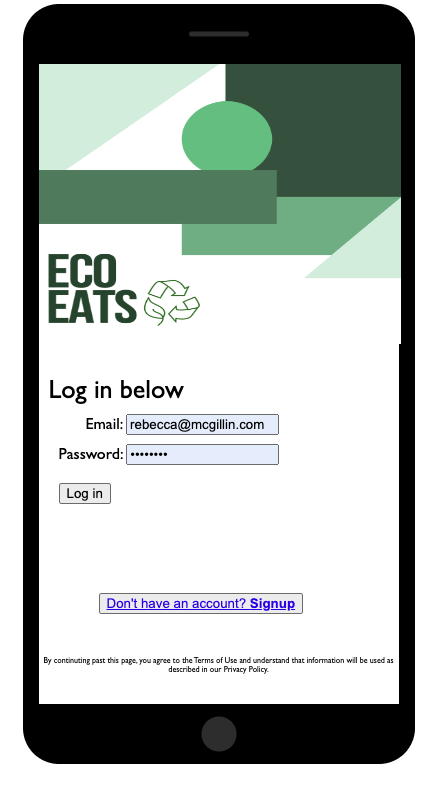 ECO
EATS
Log in below
Email: rebecca@mcgillin.com
Password: ••••••••
Log in
Don't have an account? Signup
By continuing past this page, you agree to the Terms of Use and understand that information will be used as
described in our Privacy Policy.